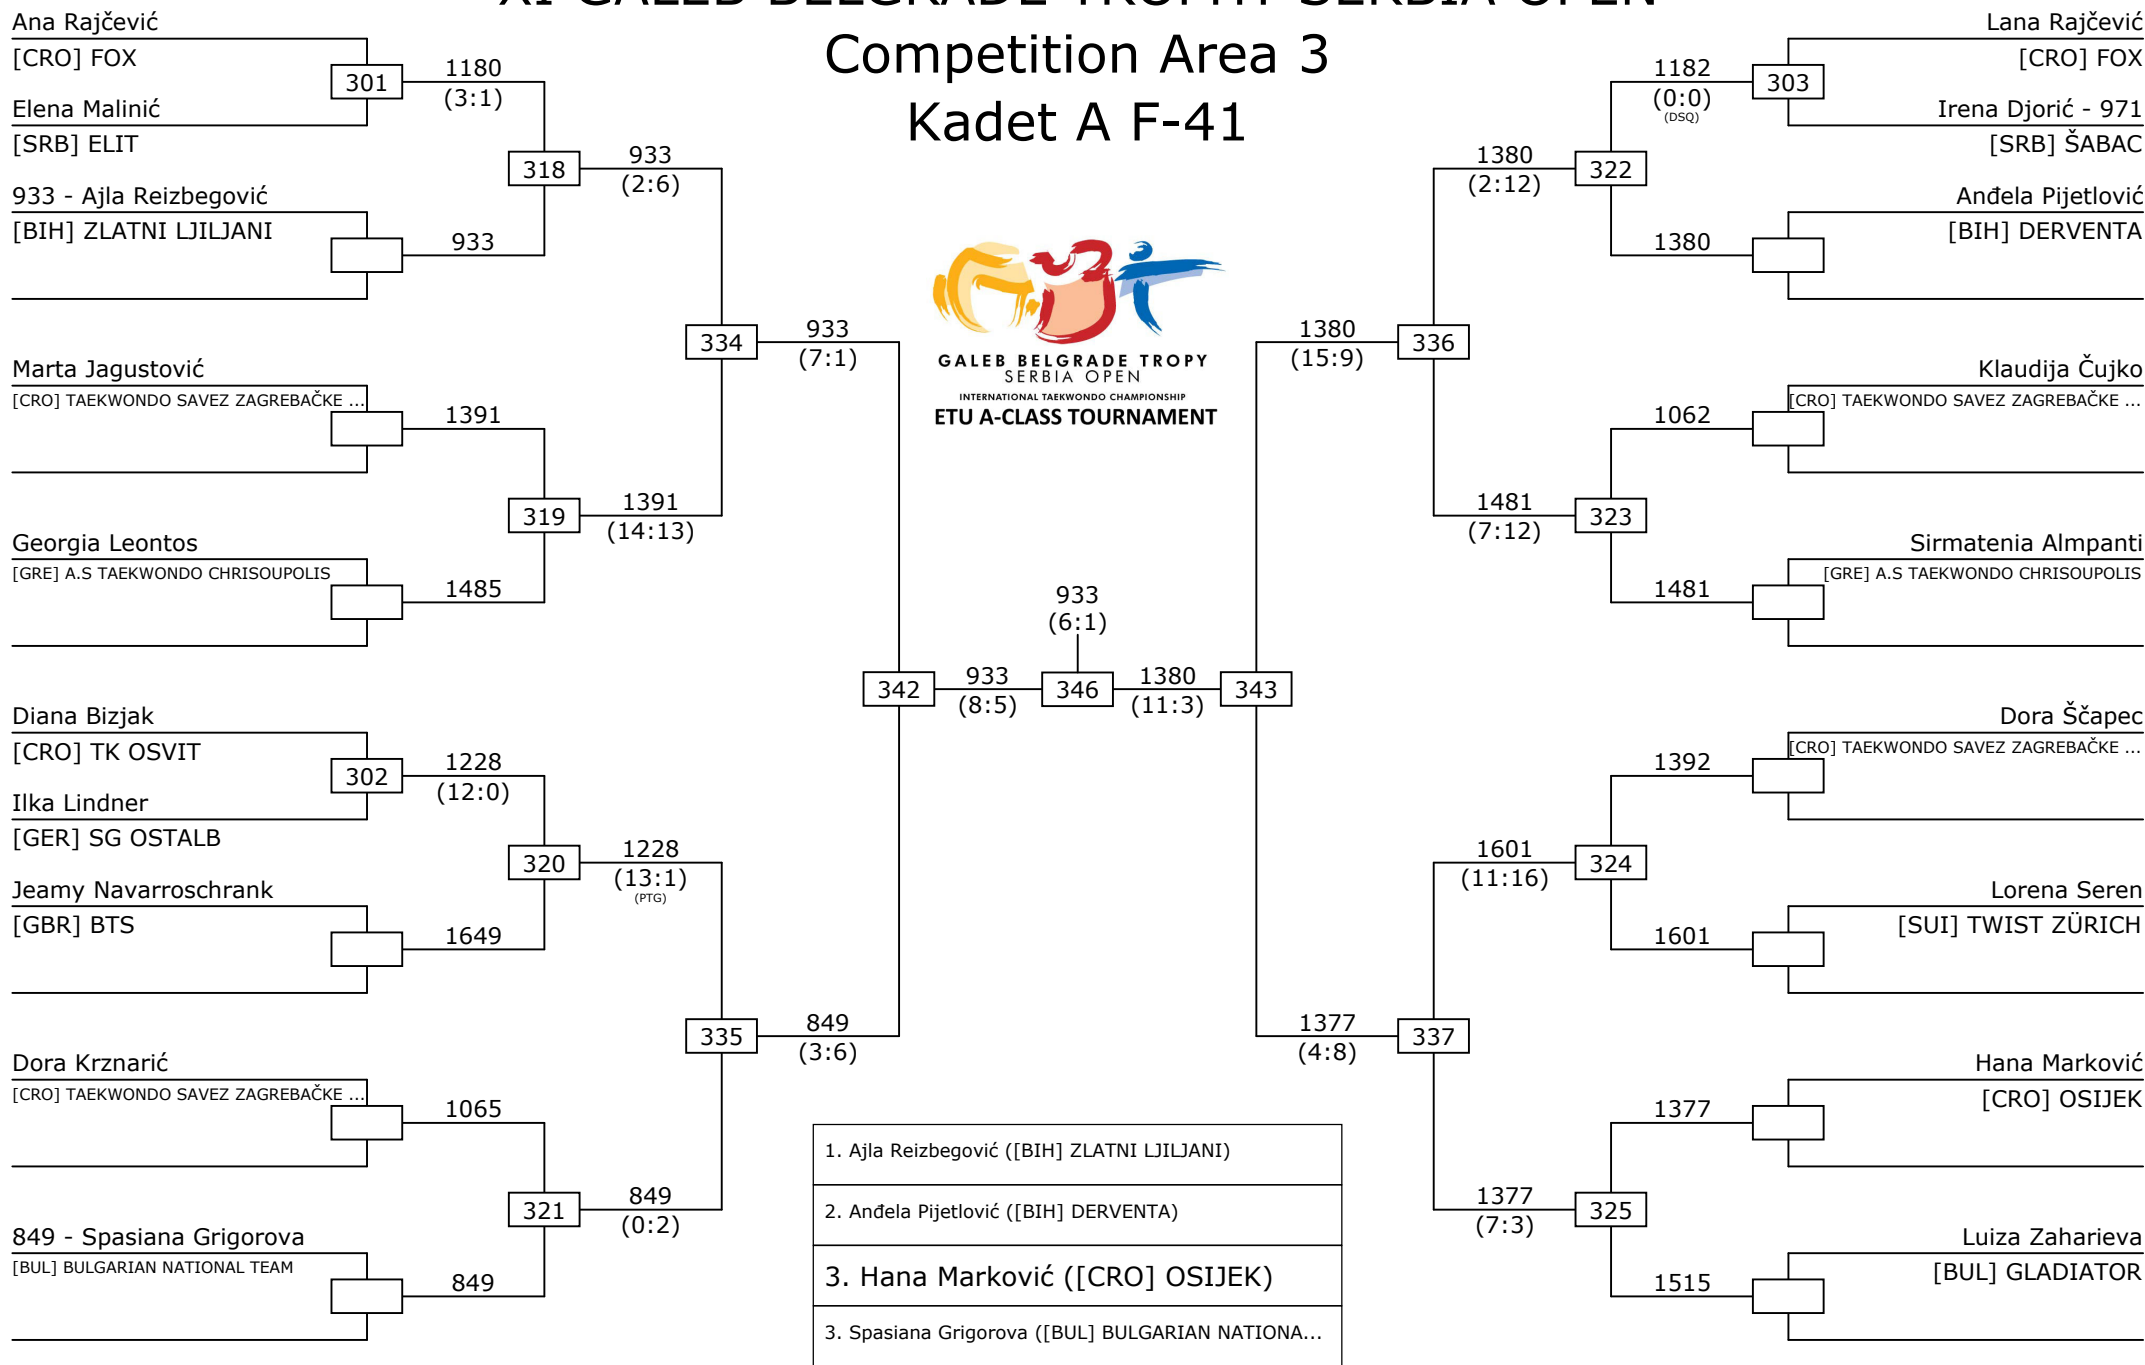 XI GALEB BELGRADE TROPHY SERBIA OPEN
Competition Area 3
Kadet A F-41
Ana Rajčević
[CRO] FOX
301
1180
(3:1)
Elena Malinić
[SRB] ELIT
318
933
(2:6)
933 - Ajla Reizbegović
[BIH] ZLATNI LJILJANI
933
334
933
(7:1)
Marta Jagustović
[CRO] TAEKWONDO SAVEZ ZAGREBAČKE ...
1391
319
1391
(14:13)
Georgia Leontos
[GRE] A.S TAEKWONDO CHRISOUPOLIS
1485
342
933
(8:5)
Diana Bizjak
[CRO] TK OSVIT
302
1228
(12:0)
Ilka Lindner
[GER] SG OSTALB
320
1228
(13:1)
(PTG)
Jeamy Navarroschrank
[GBR] BTS
1649
335
849
(3:6)
Dora Krznarić
[CRO] TAEKWONDO SAVEZ ZAGREBAČKE ...
1065
321
849
(0:2)
849 - Spasiana Grigorova
[BUL] BULGARIAN NATIONAL TEAM
849
GALEB BELGRADE TROPY
SERBIA OPEN
INTERNATIONAL TAEKWONDO CHAMPIONSHIP
ETU A-CLASS TOURNAMENT
933
(6:1)
346
1380
(11:3)
343
Lana Rajčević
[CRO] FOX
1182
(0:0)
(DSQ)
303
Irena Djorić - 971
[SRB] ŠABAC
1380
(2:12)
322
Anđela Pijetlović
[BIH] DERVENTA
1380
1380
(15:9)
336
Klaudija Čujko
[CRO] TAEKWONDO SAVEZ ZAGREBAČKE ...
1062
1481
(7:12)
323
Sirmatenia Almpanti
[GRE] A.S TAEKWONDO CHRISOUPOLIS
1481
Dora Ščapec
[CRO] TAEKWONDO SAVEZ ZAGREBAČKE ...
1392
1601
(11:16)
324
Lorena Seren
[SUI] TWIST ZÜRICH
1601
1377
(4:8)
337
Hana Marković
[CRO] OSIJEK
1377
1377
(7:3)
325
Luiza Zaharieva
[BUL] GLADIATOR
1515
1. Ajla Reizbegović ([BIH] ZLATNI LJILJANI)
2. Anđela Pijetlović ([BIH] DERVENTA)
3. Hana Marković ([CRO] OSIJEK)
3. Spasiana Grigorova ([BUL] BULGARIAN NATIONA...